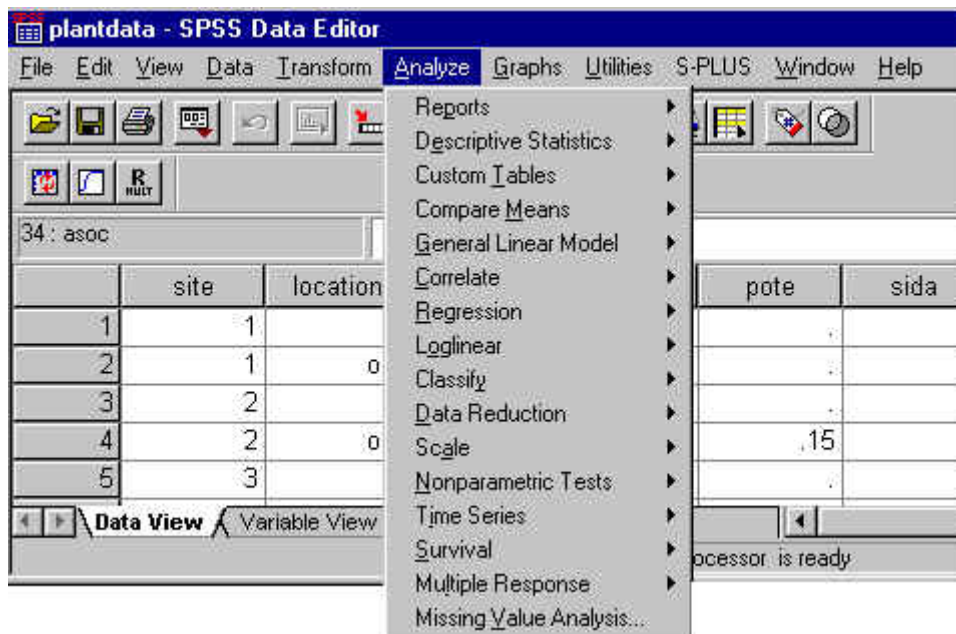 SPSS
plantdata - SPSS Data Editor
File Edit View Data Transform Analyze Graphs Utilities S-PLUS Window Help
R
MULT
34 : asoc
Reports
Descriptive Statistics
Custom Tables
Compare Means
General Linear Model
Correlate
Regression
Loglinear
Classify
Data Reduction
Scale
Nonparametric Tests
Time Series
Survival
Multiple Response
Missing Value Analysis...
site location pote sida
1 1 .
2 1 o .
3 2 .
4 2 o .15
5 3 .
Data View Variable View
ocessor is ready